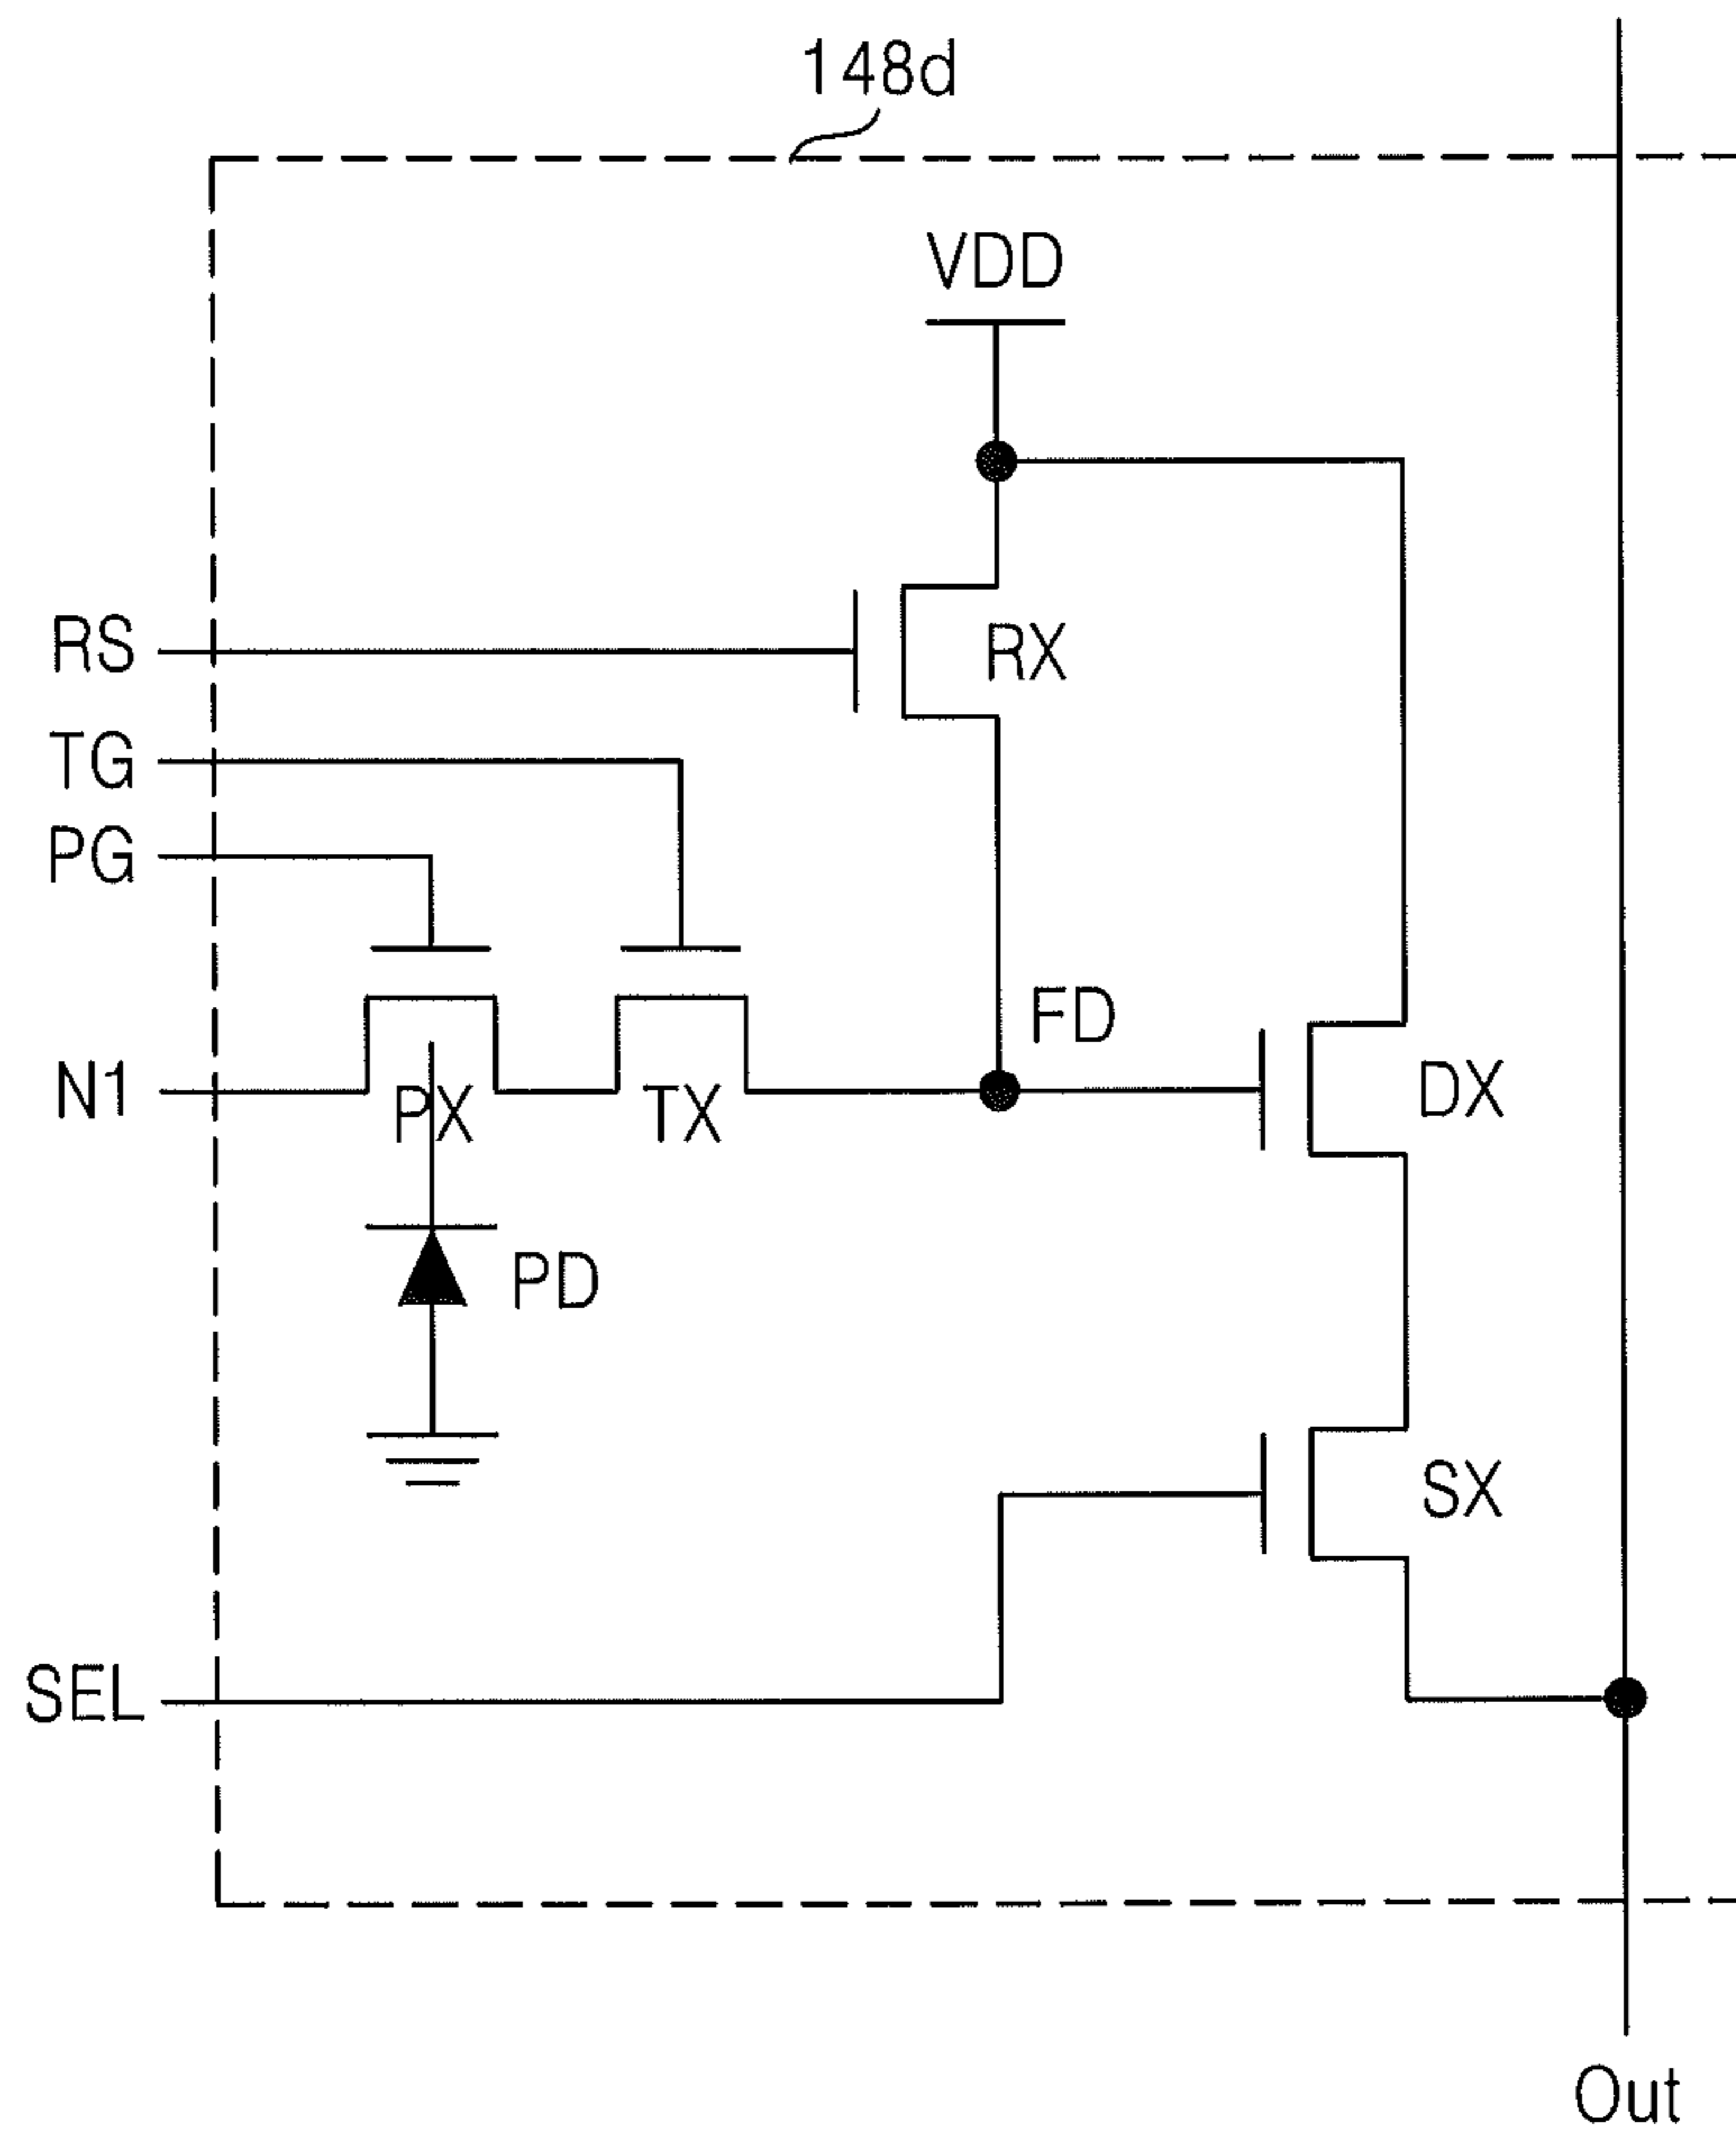 148d
VDD
RS
RX
TG
PG
FD
N1
PX
TX
DX
PD
SX
SEL
Out